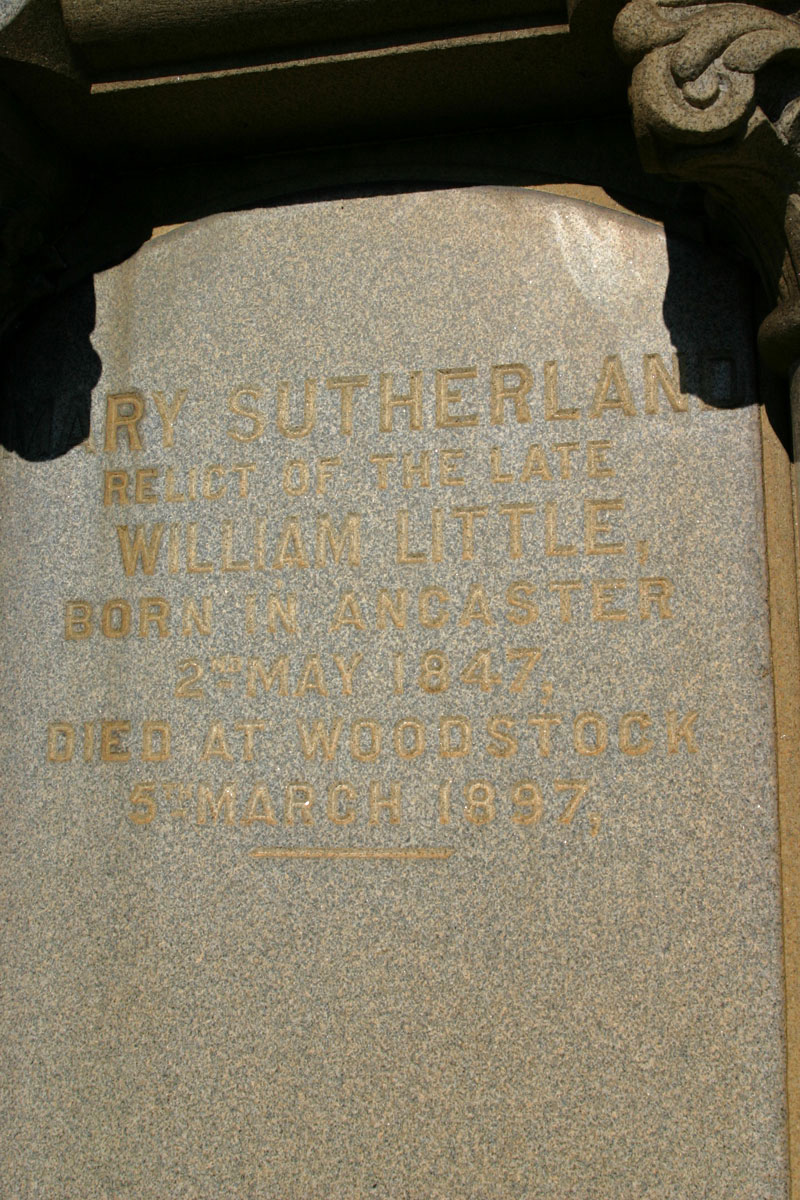 MARY SUTHERLAND
RELICT OF THE LATE
WILLIAM LITTLE,
BORN IN ANCASTER
2ND MAY 1847,
DIED AT WOODSTOCK
5TH MARCH 1897,